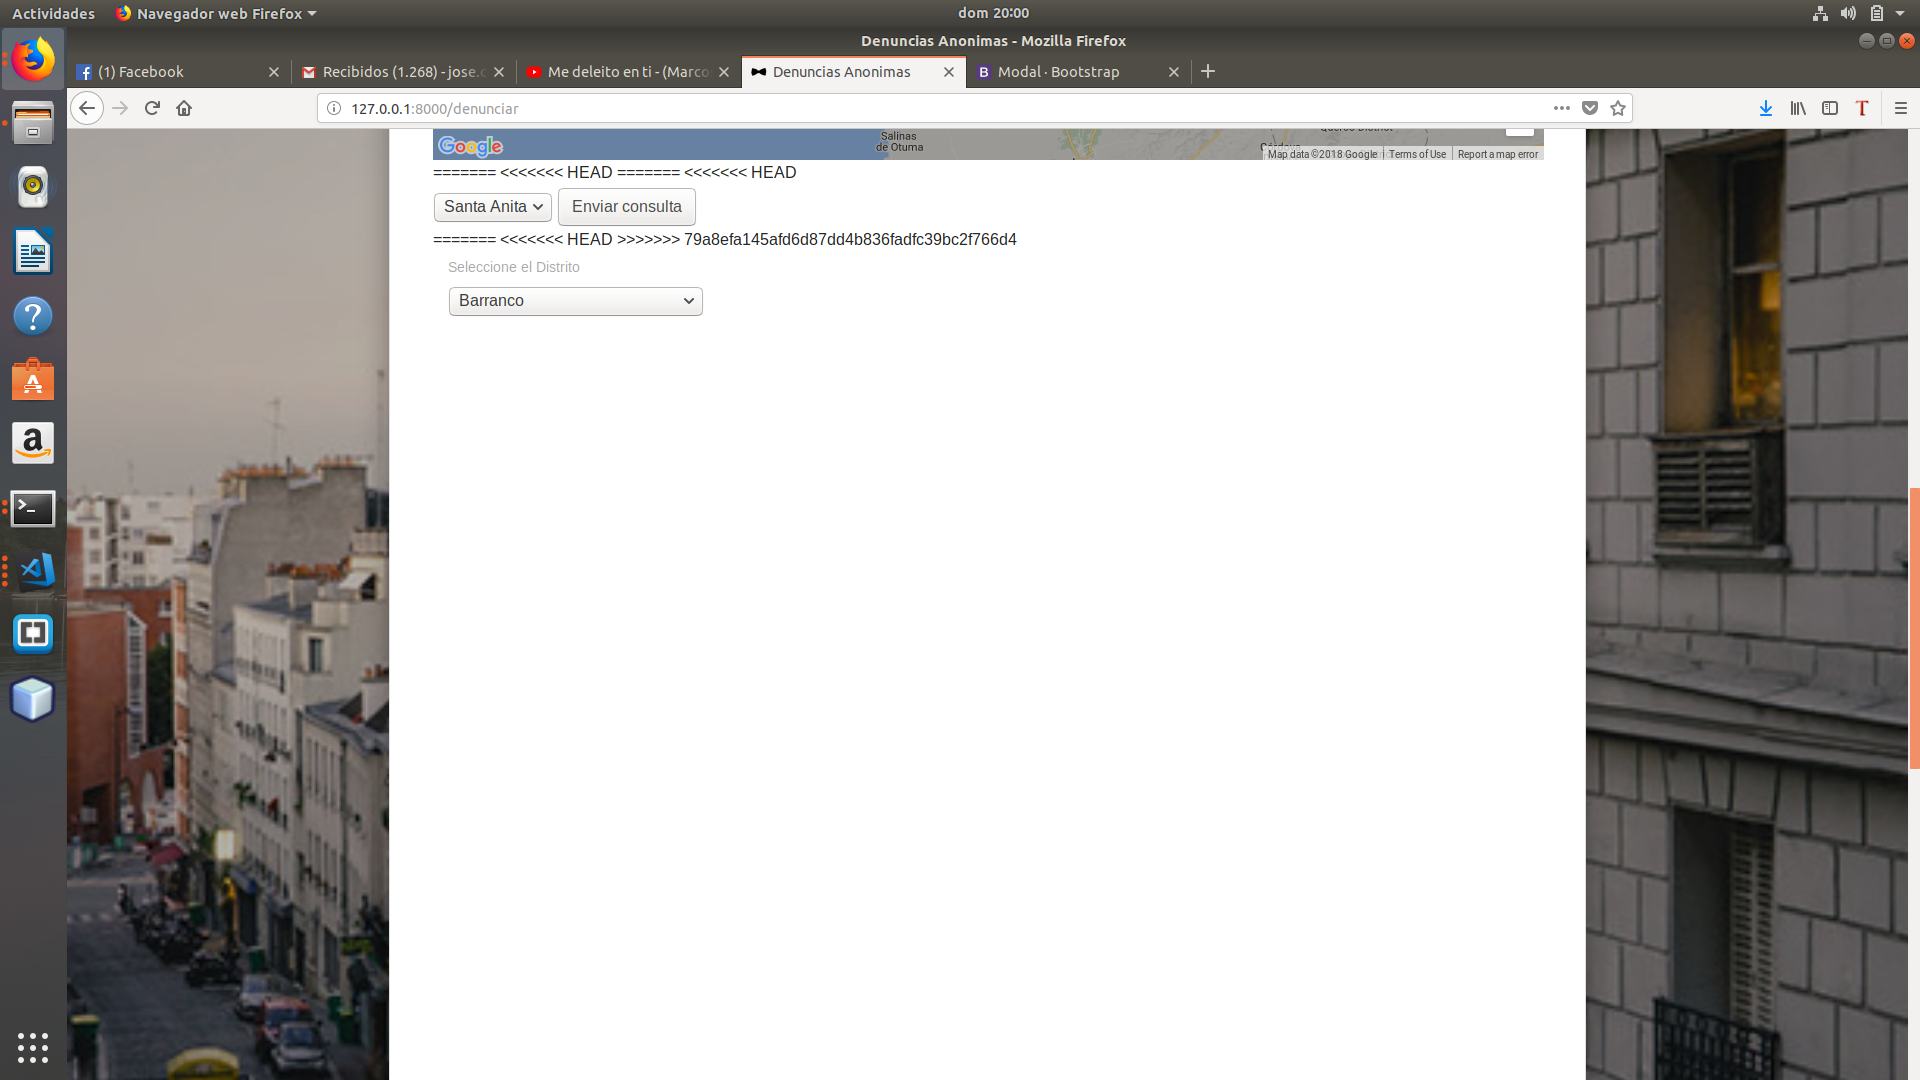 Actividades
Navegador web Firefox
dom 20:00
Denuncias Anonimas - Mozilla Firefox
(1) Facebook
Recibidos (1.268) - jose.c
Me deleito en ti - (Marco
Denuncias Anonimas
Modal · Bootstrap
127.0.0.1:8000/denunciar
Salinas
de Otuma
Google
Map data ©2018 Google
Terms of Use
Report a map error
======= <<<<<<< HEAD ======= <<<<<<< HEAD
Santa Anita
Enviar consulta
======= <<<<<<< HEAD >>>>>>> 79a8efa145afd6d87dd4b836fadfc39bc2f766d4
Seleccione el Distrito
Barranco